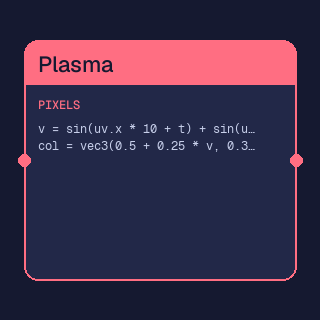 Plasma
PIXELS
v = sin(uv.x * 10 + t) + sin(u…
col = vec3(0.5 + 0.25 * v, 0.3…